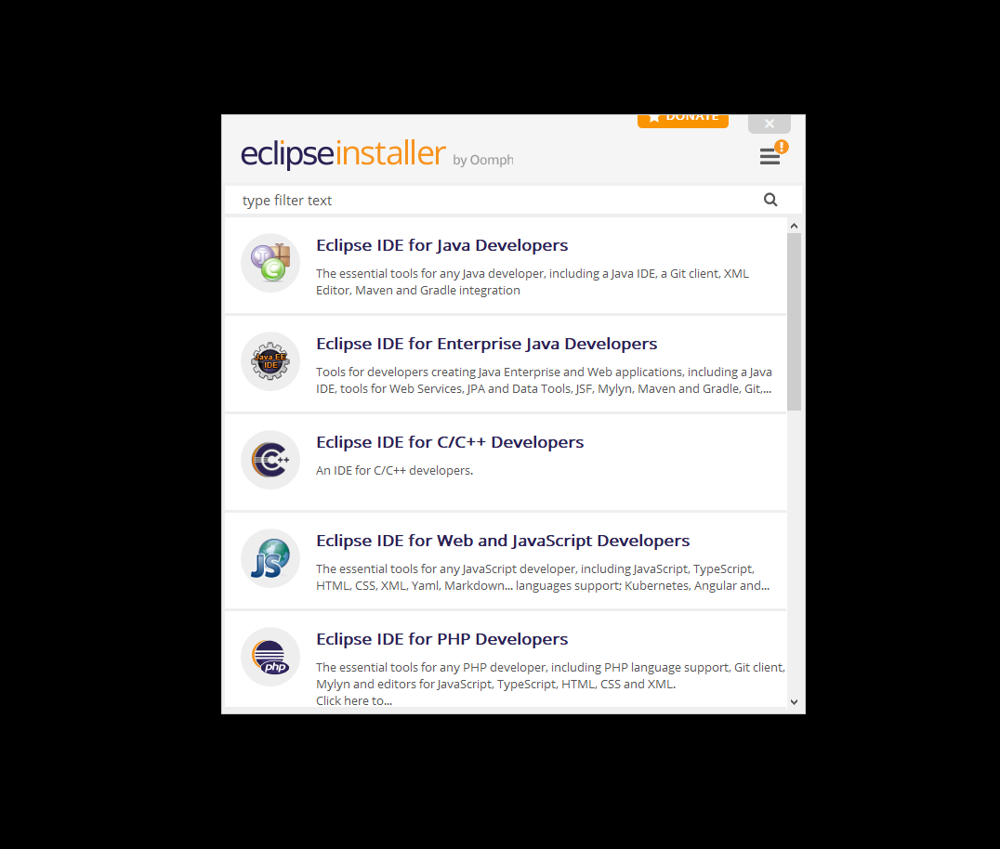 DONATE
eclipseinstaller by Oomph
type filter text
Eclipse IDE for Java Developers
The essential tools for any Java developer, including a Java IDE, a Git client, XML
Editor, Maven and Gradle integration
Java EE
IDE
Eclipse IDE for Enterprise Java Developers
Tools for developers creating Java Enterprise and Web applications, including a Java
IDE, tools for Web Services, JPA and Data Tools, JSF, Mylyn, Maven and Gradle, Git,...
C++
Eclipse IDE for C/C++ Developers
An IDE for C/C++ developers.
JS
Eclipse IDE for Web and JavaScript Developers
The essential tools for any JavaScript developer, including JavaScript, TypeScript,
HTML, CSS, XML, Yaml, Markdown... languages support; Kubernetes, Angular and...
php
Eclipse IDE for PHP Developers
The essential tools for any PHP developer, including PHP language support, Git client,
Mylyn and editors for JavaScript, TypeScript, HTML, CSS and XML.
Click here to...